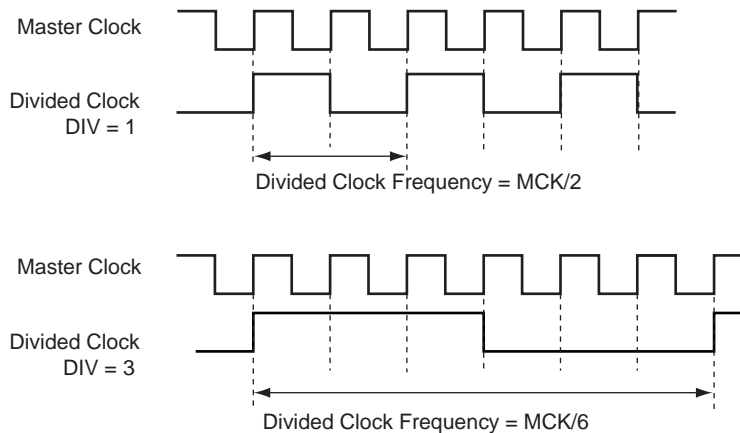 Master Clock
Divided Clock
DIV = 1
Divided Clock Frequency = MCK/2
Master Clock
Divided Clock
DIV = 3
Divided Clock Frequency = MCK/6